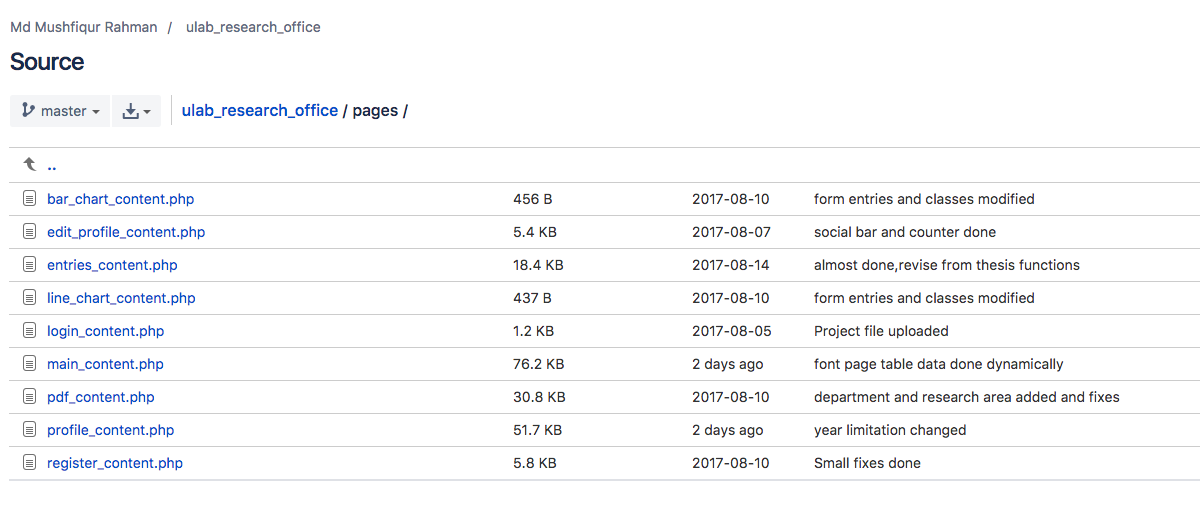 Md Mushfiqur Rahman / ulab_research_office
Source
master ulab_research_office / pages /
..
bar_chart_content.php 456 B 2017-08-10 form entries and classes modified
edit_profile_content.php 5.4 KB 2017-08-07 social bar and counter done
entries_content.php 18.4 KB 2017-08-14 almost done,revise from thesis functions
line_chart_content.php 437 B 2017-08-10 form entries and classes modified
login_content.php 1.2 KB 2017-08-05 Project file uploaded
main_content.php 76.2 KB 2 days ago font page table data done dynamically
pdf_content.php 30.8 KB 2017-08-10 department and research area added and fixes
profile_content.php 51.7 KB 2 days ago year limitation changed
register_content.php 5.8 KB 2017-08-10 Small fixes done